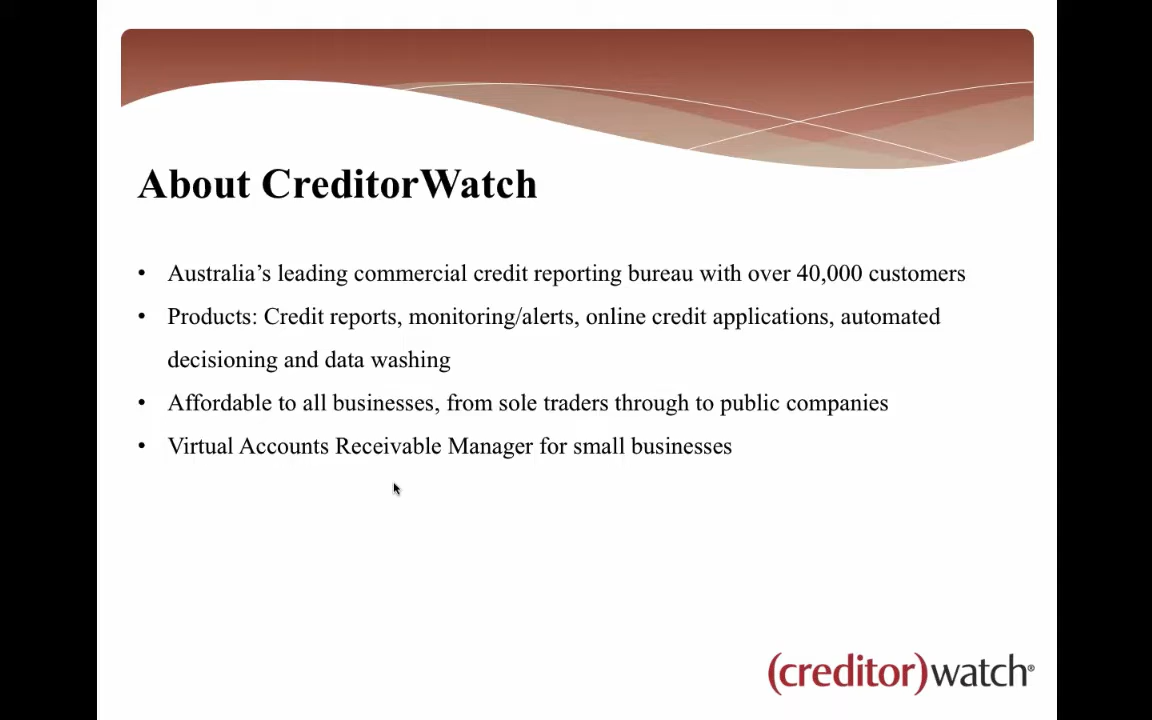 About CreditorWatch
• Australia’s leading commercial credit reporting bureau with over 40,000 customers
• Products: Credit reports, monitoring/alerts, online credit applications, automated
decisioning and data washing
• Affordable to all businesses, from sole traders through to public companies
• Virtual Accounts Receivable Manager for small businesses
(creditor)watch®